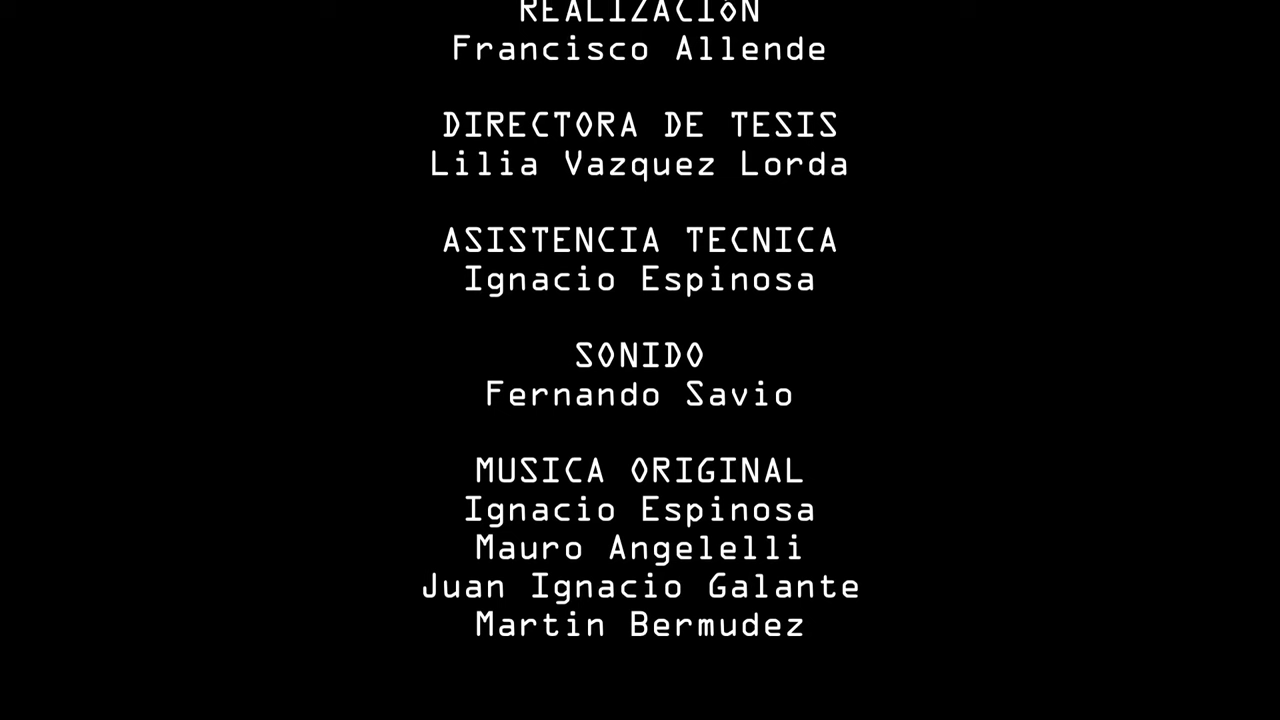 REALIZACIÓN
Francisco Allende
DIRECTORA DE TESIS
Lilia Vazquez Lorda
ASISTENCIA TECNICA
Ignacio Espinosa
SONIDO
Fernando Savio
MUSICA ORIGINAL
Ignacio Espinosa
Mauro Angelelli
Juan Ignacio Galante
Martin Bermudez